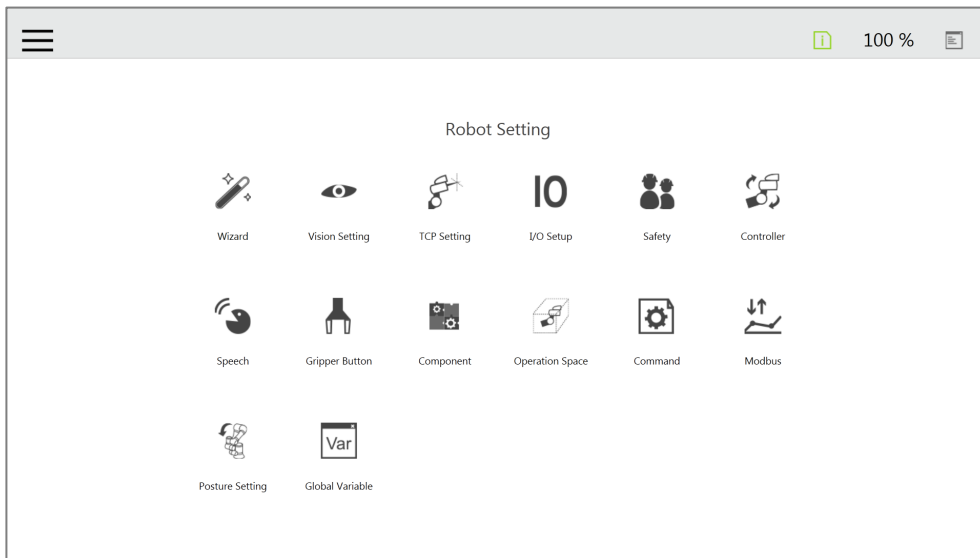 100 %
Robot Setting
IO
Wizard Vision Setting TCP Setting I/O Setup Safety Controller
Speech Gripper Button Component Operation Space Command Modbus
Var
Posture Setting Global Variable